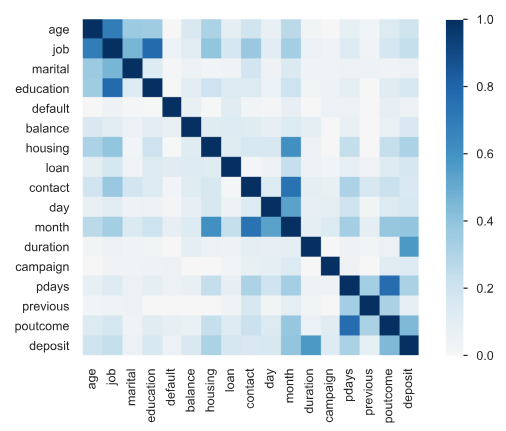 age
job
marital
education
default
balance
housing
loan
contact
day
month
duration
campaign
pdays
previous
poutcome
deposit
age
job
marital
education
default
balance
housing
loan
contact
day
month
duration
campaign
pdays
previous
poutcome
deposit
1.0
0.8
0.6
0.4
0.2
0.0